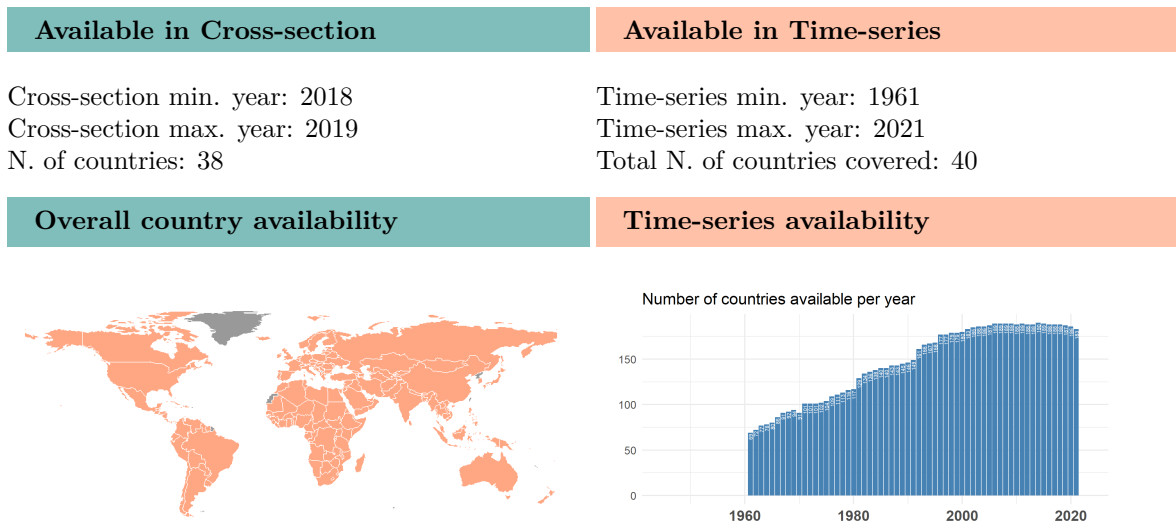 Available in Cross-section
Available in Time-series
Cross-section min. year: 2018
Cross-section max. year: 2019
N. of countries: 38
Time-series min. year: 1961
Time-series max. year: 2021
Total N. of countries covered: 40
Overall country availability
Time-series availability
Number of countries available per year
150
100
50
0
1960
1980
2000
2020